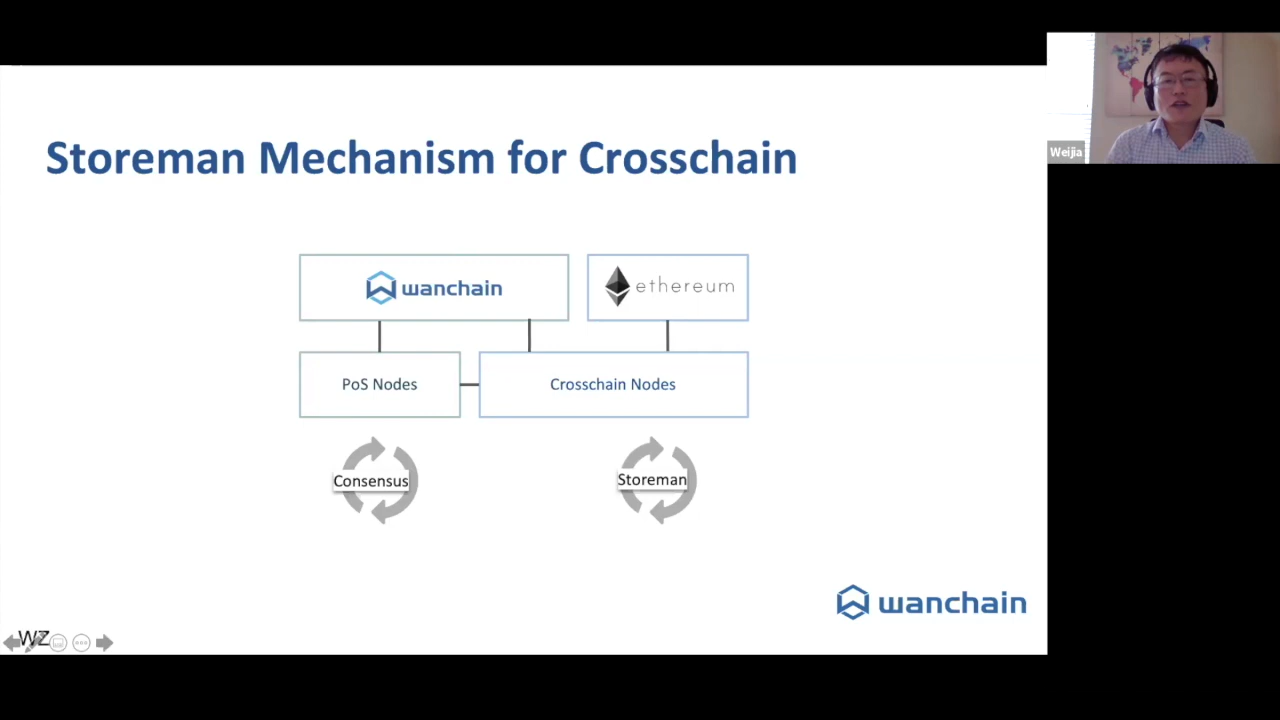 Weijia
Storeman Mechanism for Crosschain
wanchain
ethereum
PoS Nodes
Crosschain Nodes
Consensus
Storeman
wanchain
WZ